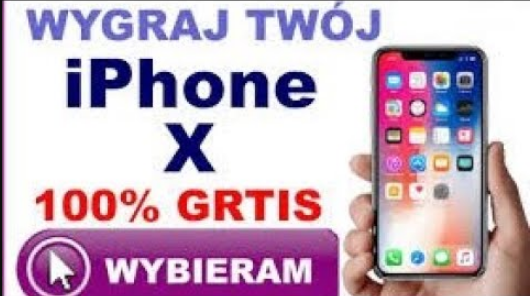 WYGRAJ TWÓJ
iPhone
X
100% GRTIS
WYBIERAM